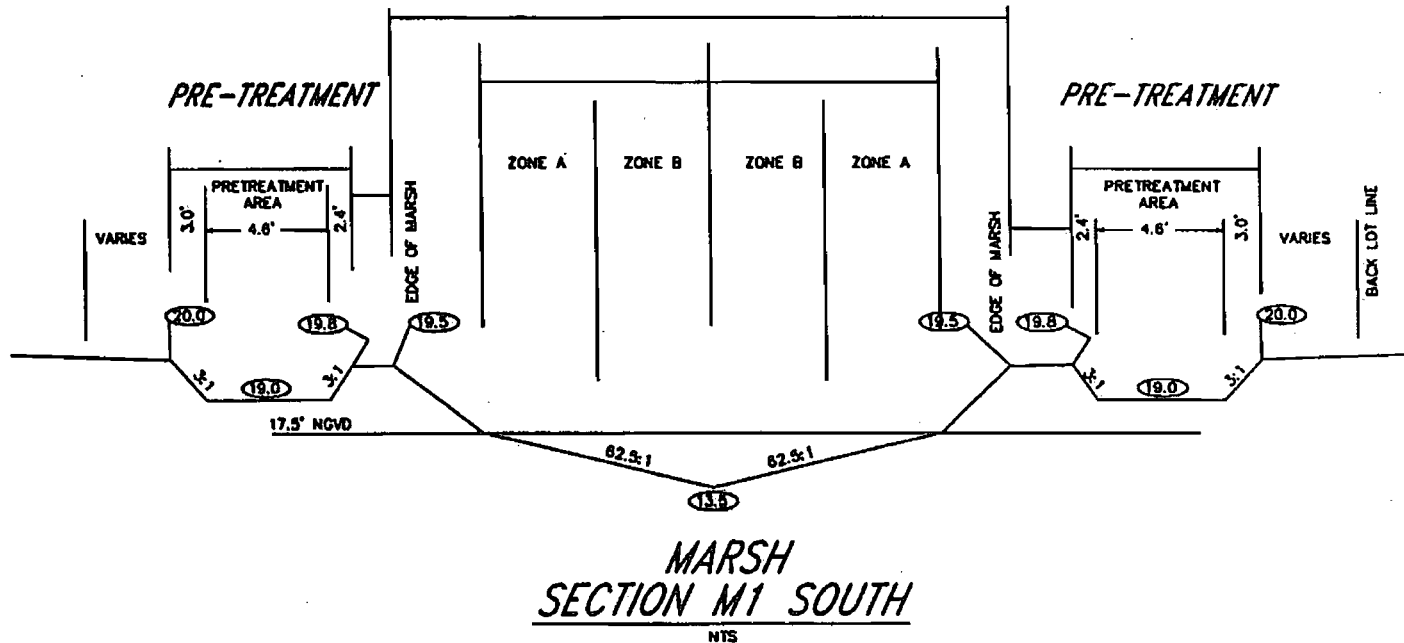 PRE-TREATMENT
PRE-TREATMENT
ZONE A
ZONE B
ZONE B
ZONE A
PRETREATMENT
AREA
PRETREATMENT
AREA
3.0'
4.6'
2.4'
VARIES
EDGE OF MARSH
EDGE OF MARSH
2.4'
4.6'
3.0'
VARIES
BACK LOT LINE
20.0
19.8
19.5
19.5
19.8
20.0
3:1
19.0
3:1
3:1
19.0
3:1
17.5' NGVD
62.5:1
62.5:1
13.5
MARSH
SECTION M1 SOUTH
NTS